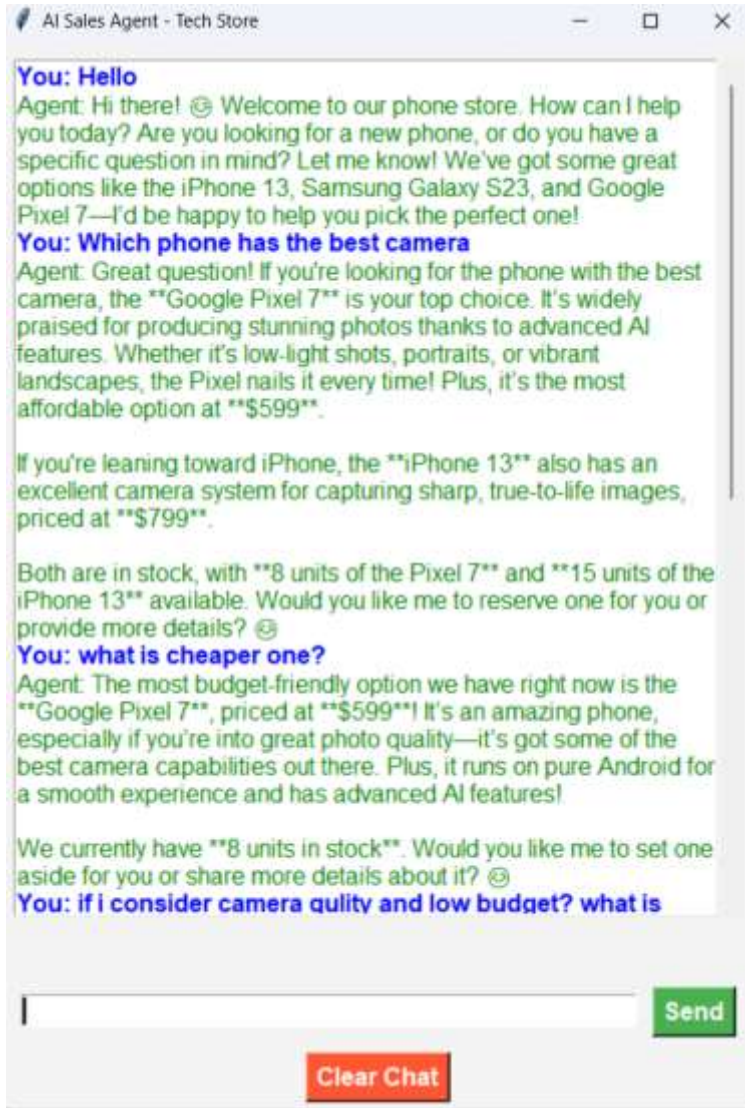 AI Sales Agent - Tech Store
You: Hello
Agent: Hi there! 😊 Welcome to our phone store. How can I help
you today? Are you looking for a new phone, or do you have a
specific question in mind? Let me know! We've got some great
options like the iPhone 13, Samsung Galaxy S23, and Google
Pixel 7—I'd be happy to help you pick the perfect one!
You: Which phone has the best camera
Agent: Great question! If you're looking for the phone with the best
camera, the **Google Pixel 7** is your top choice. It's widely
praised for producing stunning photos thanks to advanced AI
features. Whether it's low-light shots, portraits, or vibrant
landscapes, the Pixel nails it every time! Plus, it's the most
affordable option at **$599**.
If you're leaning toward iPhone, the **iPhone 13** also has an
excellent camera system for capturing sharp, true-to-life images,
priced at **$799**.
Both are in stock, with **8 units of the Pixel 7** and **15 units of the
iPhone 13** available. Would you like me to reserve one for you or
provide more details? 😊
You: what is cheaper one?
Agent: The most budget-friendly option we have right now is the
**Google Pixel 7**, priced at **$599**! It's an amazing phone,
especially if you're into great photo quality—it's got some of the
best camera capabilities out there. Plus, it runs on pure Android for
a smooth experience and has advanced AI features!
We currently have **8 units in stock**. Would you like me to set one
aside for you or share more details about it? 😊
You: if i consider camera qulity and low budget? what is
Send
Clear Chat